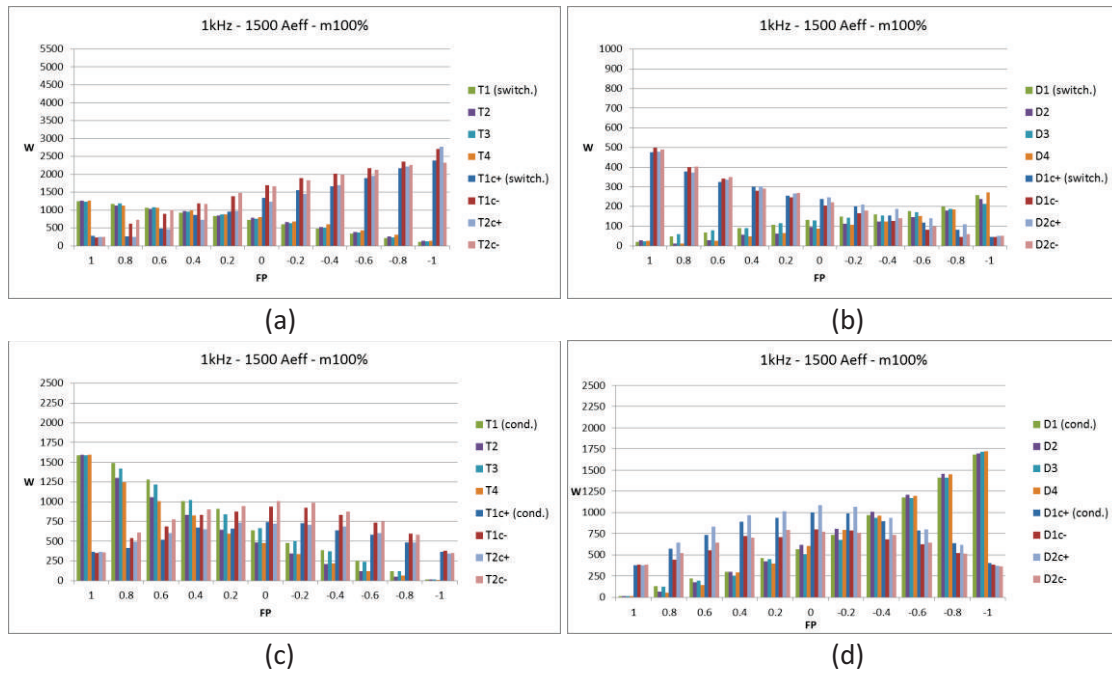 1kHz - 1500 Aeff - m100%
5500
5000
4500
4000
3500
3000
2500
2000
1500
1000
500
0
W
1 0.8 0.6 0.4 0.2 0 -0.2 -0.4 -0.6 -0.8 -1
FP
T1 (switch.)
T2
T3
T4
T1c+ (switch.)
T1c-
T2c+
T2c-
(a)
1kHz - 1500 Aeff - m100%
1000
900
800
700
600
500
400
300
200
100
0
W
1 0.8 0.6 0.4 0.2 0 -0.2 -0.4 -0.6 -0.8 -1
FP
D1 (switch.)
D2
D3
D4
D1c+ (switch.)
D1c-
D2c+
D2c-
(b)
1kHz - 1500 Aeff - m100%
2500
2250
2000
1750
1500
1250
1000
750
500
250
0
W
1 0.8 0.6 0.4 0.2 0 -0.2 -0.4 -0.6 -0.8 -1
FP
T1 (cond.)
T2
T3
T4
T1c+ (cond.)
T1c-
T2c+
T2c-
(c)
1kHz - 1500 Aeff - m100%
2500
2250
2000
1750
1500
1250
1000
750
500
250
0
W
1 0.8 0.6 0.4 0.2 0 -0.2 -0.4 -0.6 -0.8 -1
FP
D1 (cond.)
D2
D3
D4
D1c+ (cond.)
D1c-
D2c+
D2c-
(d)